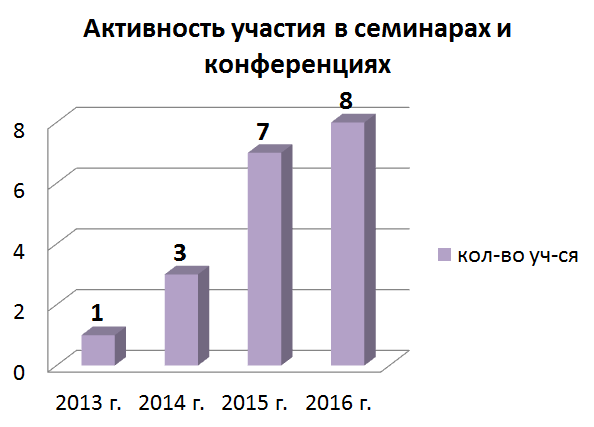 Активность участия в семинарах и
конференциях
8
6
4
2
0
1
3
7
8
2013 г.
2014 г.
2015 г.
2016 г.
кол-во уч-ся